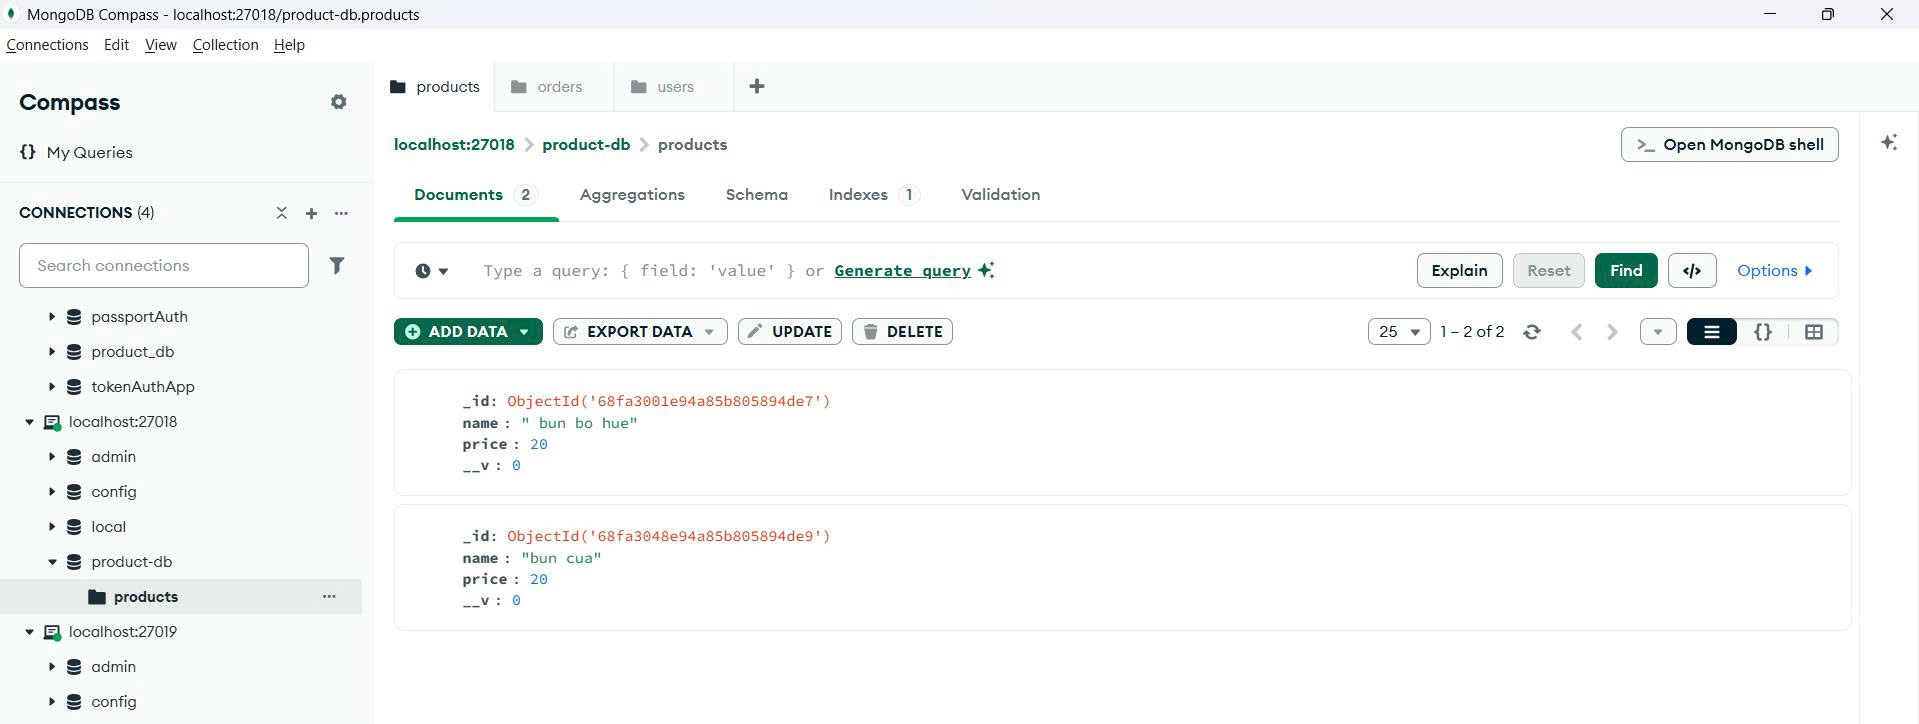 MongoDB Compass - localhost:27018/product-db.products
Connections Edit View Collection Help
Compass
{} My Queries
CONNECTIONS (4)
Search connections
passportAuth
product_db
tokenAuthApp
localhost:27018
admin
config
local
product-db
products
localhost:27019
admin
config
products orders users
localhost:27018 > product-db > products
>_ Open MongoDB shell
Documents 2 Aggregations Schema Indexes 1 Validation
Type a query: { field: 'value' } or Generate query
Explain Reset Find </> Options
ADD DATA EXPORT DATA UPDATE DELETE
25 1 – 2 of 2 {}
_id: ObjectId('68fa3001e94a85b805894de7')
name : " bun bo hue"
price : 20
__v : 0
_id: ObjectId('68fa3048e94a85b805894de9')
name : "bun cua"
price : 20
__v : 0